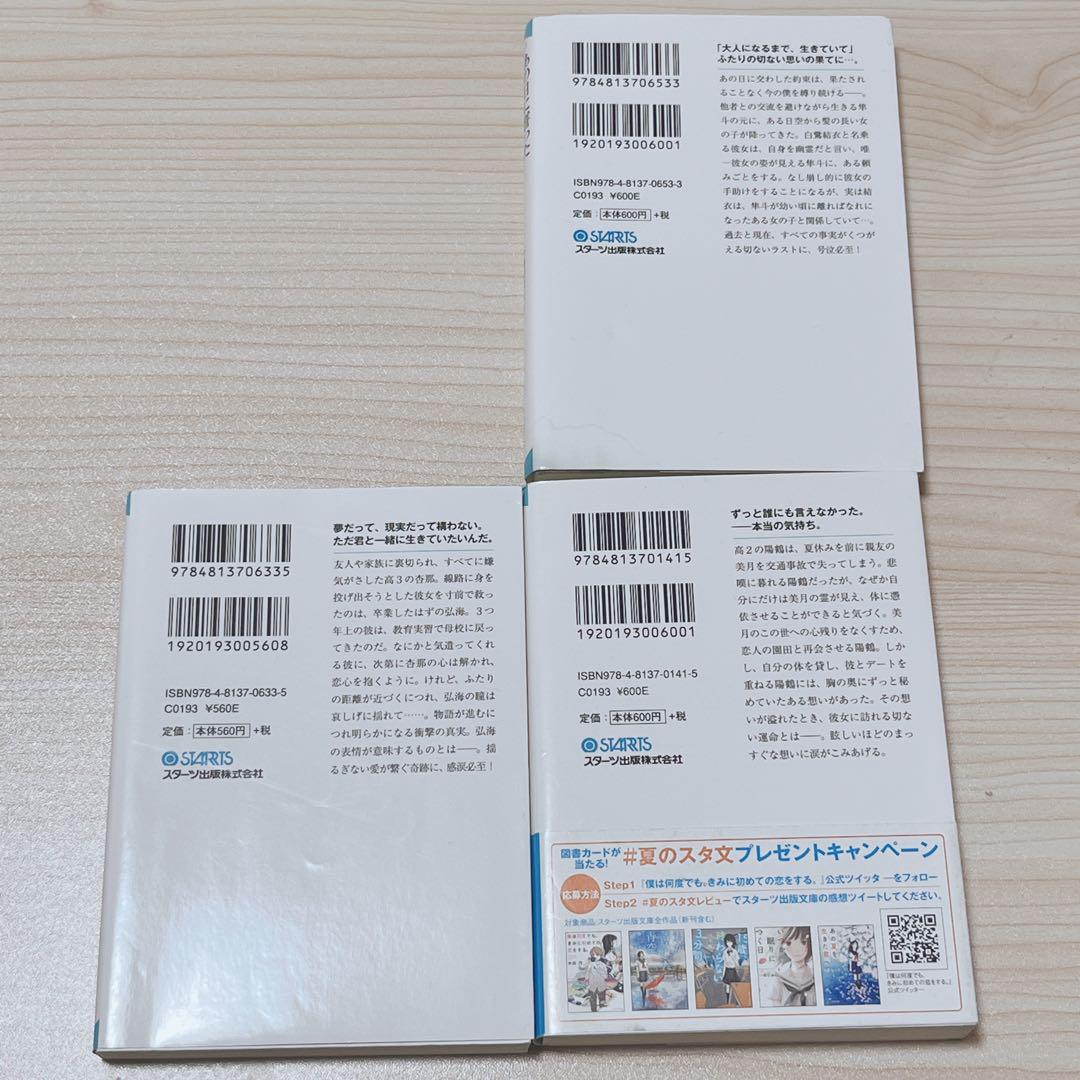 9784813706533
1920193006001
ISBN978-4-8137-0653-3
C0193 ¥600E
定価：本体600円+税
STARTS
スターツ出版株式会社
「大人になるまで、生きていて」
ふたりの切ない思いの果てに…。
あの日に交わした約束は、果たされ
ることなく今の僕を縛り続ける――。
他者との交流を避けながら生きる隼
斗の元に、ある日空から髪の長い女
の子が降ってきた。白鷺結衣と名乗
る彼女は、自身を幽霊だと言い、唯
一彼女の姿が見える隼斗に、ある頼
みごとをする。なし崩し的に彼女の
手助けをすることになるが、実は結
衣は、隼斗が幼い頃に離ればなれに
なったある女の子と関係していて…。
過去と現在、すべての事実がくつが
える切ないラストに、号泣必至！
9784813706335
1920193005608
ISBN978-4-8137-0633-5
C0193 ¥560E
定価：本体560円+税
STARTS
スターツ出版株式会社
夢だって、現実だって構わない。
ただ君と一緒に生きていたいんだ。
友人や家族に裏切られ、すべてに嫌
気がさした高３の杏那。線路に身を
投げ出そうとした彼女を寸前で救っ
たのは、卒業したはずの弘海。３つ
年上の彼は、教育実習で母校に戻っ
てきたのだ。なにかと気遣ってくれ
る彼に、次第に杏那の心は解かれ、
恋心を抱くように。けれど、ふたり
の距離が近づくにつれ、弘海の瞳は
哀しげに揺れて……。物語が進むに
つれ明らかになる衝撃の真実。弘海
の表情が意味するものとは――。揺
るぎない愛が繋ぐ奇跡に、感涙必至！
9784813701415
1920193006001
ISBN978-4-8137-0141-5
C0193 ¥600E
定価：本体600円+税
STARTS
スターツ出版株式会社
ずっと誰にも言えなかった。
――本当の気持ち。
高２の陽鶴は、夏休みを前に親友の
美月を交通事故で失ってしまう。悲
嘆に暮れる陽鶴だったが、なぜか自
分にだけは美月の霊が見え、体に憑
依させることができると気づく。美
月のこの世への心残りをなくすため、
恋人の園田と再会させる陽鶴。しか
し、自分の体を貸し、彼とデートを
重ねる陽鶴には、胸の奥にずっと秘
めていたある想いがあった。その想
いが溢れたとき、彼女に訪れる切な
い運命とは――。眩しいほどのまっ
すぐな想いに涙がこみあげる。
図書カードが
当たる！
#夏のスタ文プレゼントキャンペーン
応募方法
Step1 『僕は何度でも、きみに初めての恋をする。』公式ツイッターをフォロー
Step2 #夏のスタ文レビューでスターツ出版文庫の感想ツイートしてください。
対象商品/スターツ出版文庫全作品(新刊含む)
『僕は何度でも、
きみに初めての恋をする。』
公式ツイッター